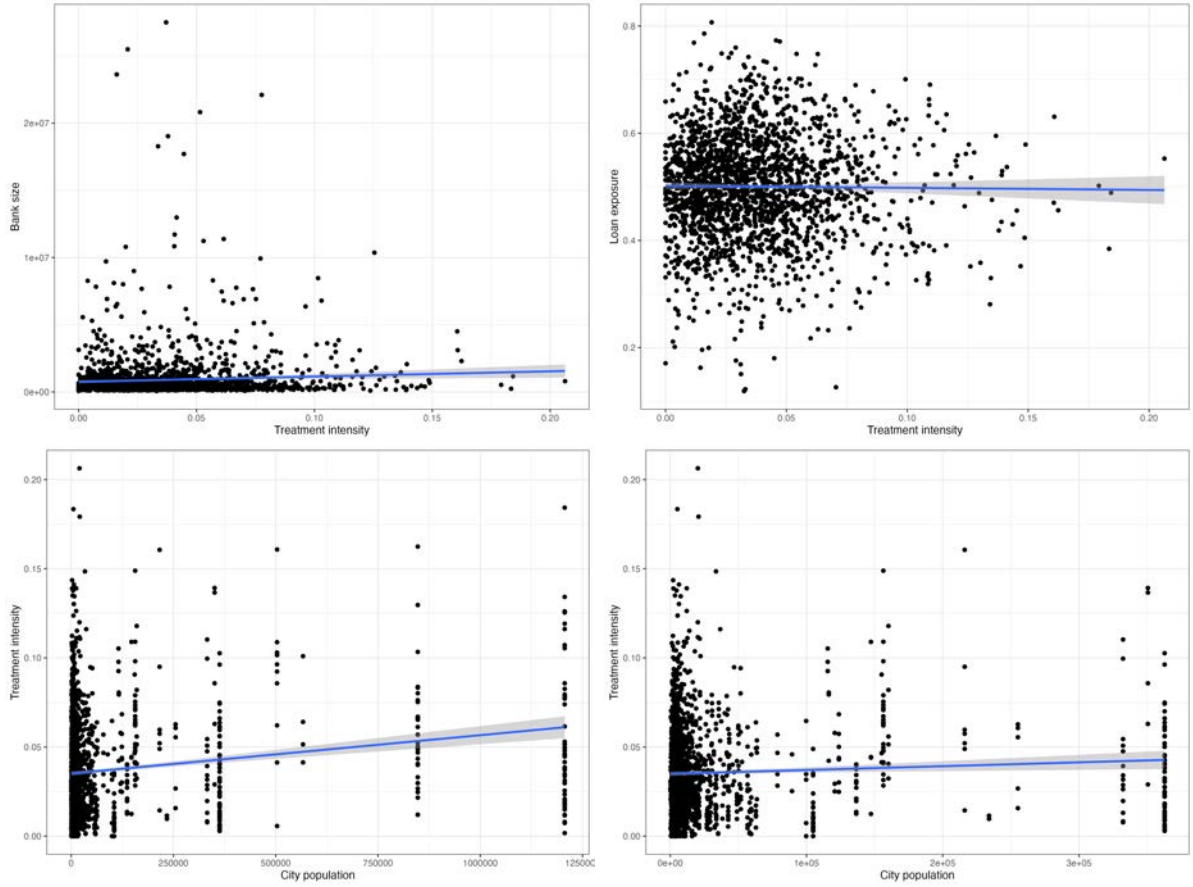 Bank size
2e+07
1e+07
0e+00
0.00 0.05 0.10 0.15 0.20
Treatment intensity
Loan exposure
0.8
0.6
0.4
0.2
0.00 0.05 0.10 0.15 0.20
Treatment intensity
Treatment intensity
0.20
0.15
0.10
0.05
0.00
0 250000 500000 750000 1000000 125000
City population
Treatment intensity
0.20
0.15
0.10
0.05
0.00
0e+00 1e+05 2e+05 3e+05
City population